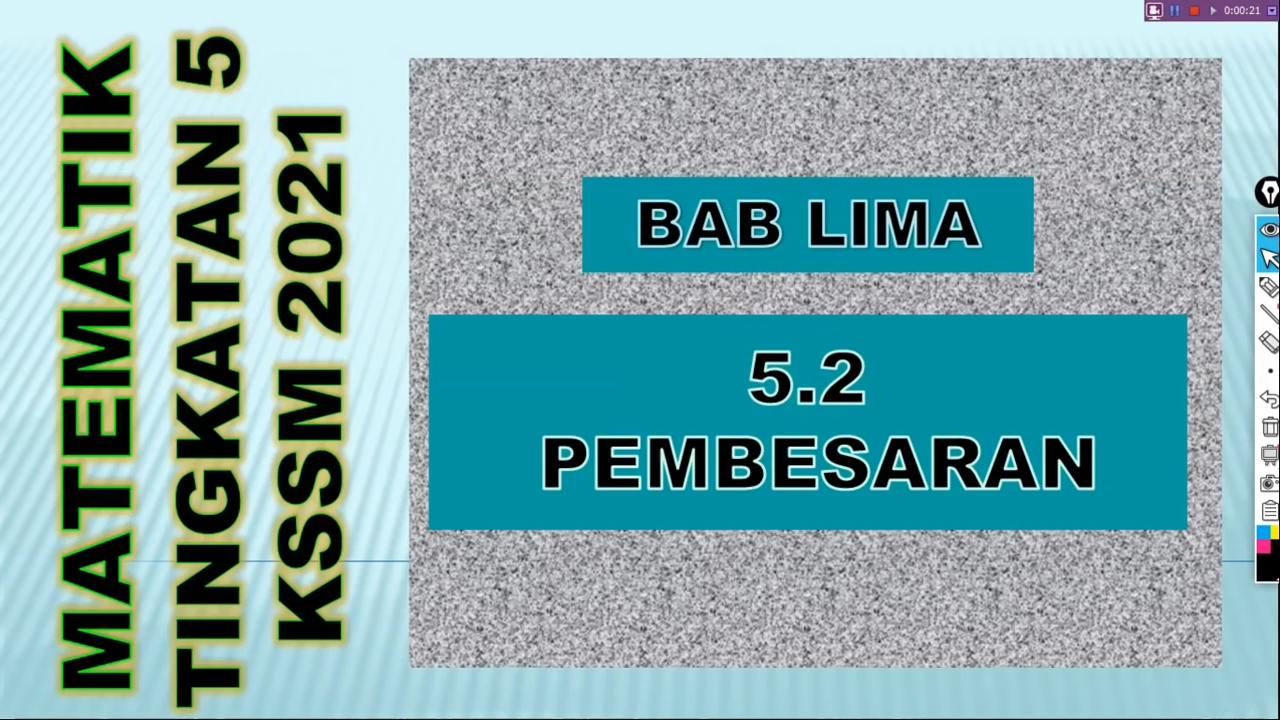 MATEMATIK
TINGKATAN 5
KSSM 2021
BAB LIMA
5.2
PEMBESARAN
0:00:21